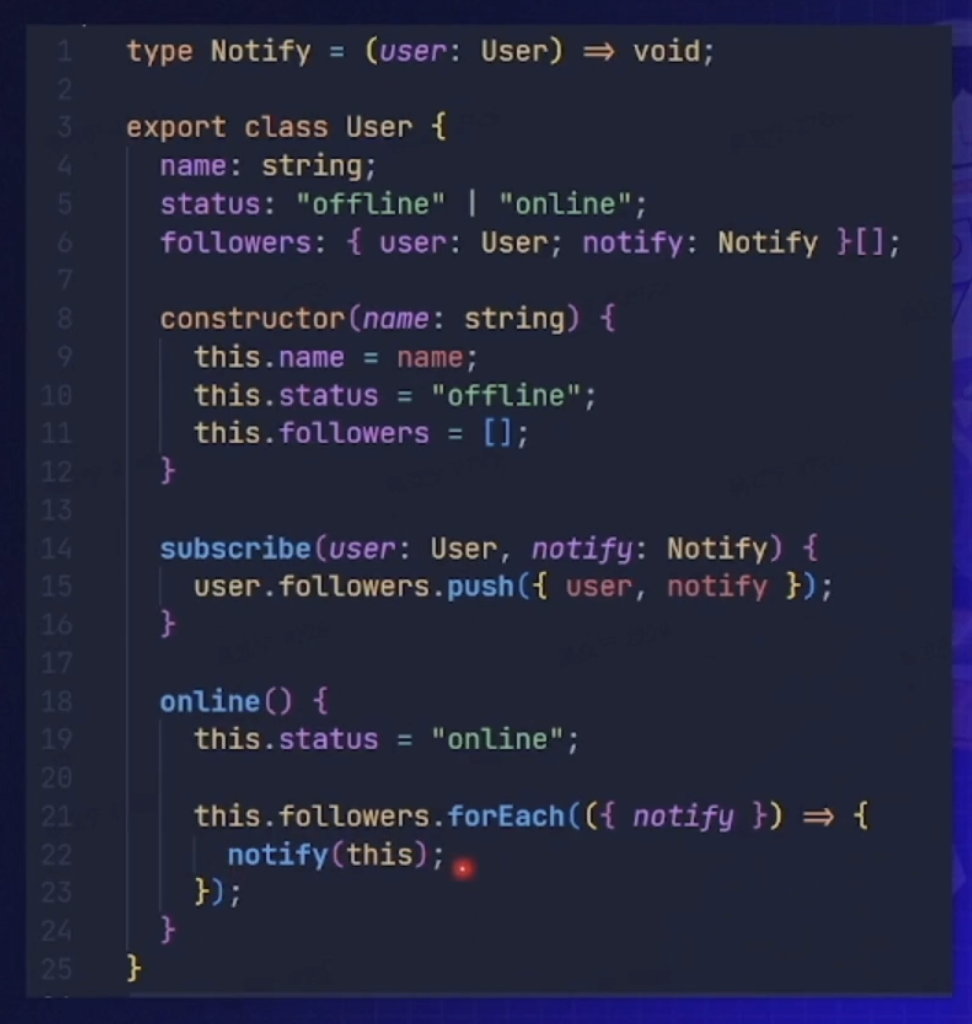 1 type Notify = (user: User) => void;
2
3 export class User {
4 name: string;
5 status: "offline" | "online";
6 followers: { user: User; notify: Notify }[];
7
8 constructor(name: string) {
9 this.name = name;
10 this.status = "offline";
11 this.followers = [];
12 }
13
14 subscribe(user: User, notify: Notify) {
15 user.followers.push({ user, notify });
16 }
17
18 online() {
19 this.status = "online";
20
21 this.followers.forEach(({ notify }) => {
22 notify(this);
23 });
24 }
25 }